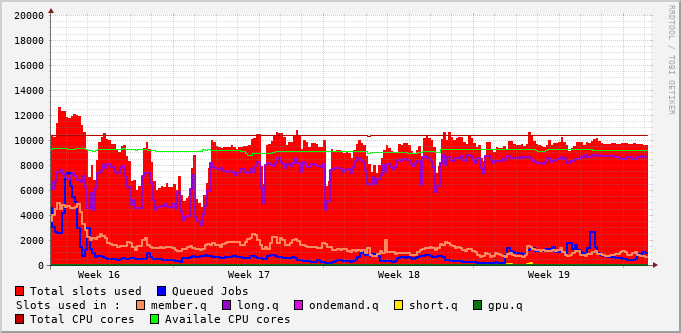 RRDTOOL / TOBI OETIKER
20000
18000
16000
14000
12000
10000
8000
6000
4000
2000
0
Week 16 Week 17 Week 18 Week 19
Total slots used Queued Jobs
Slots used in : member.q long.q ondemand.q short.q gpu.q
Total CPU cores Availale CPU cores